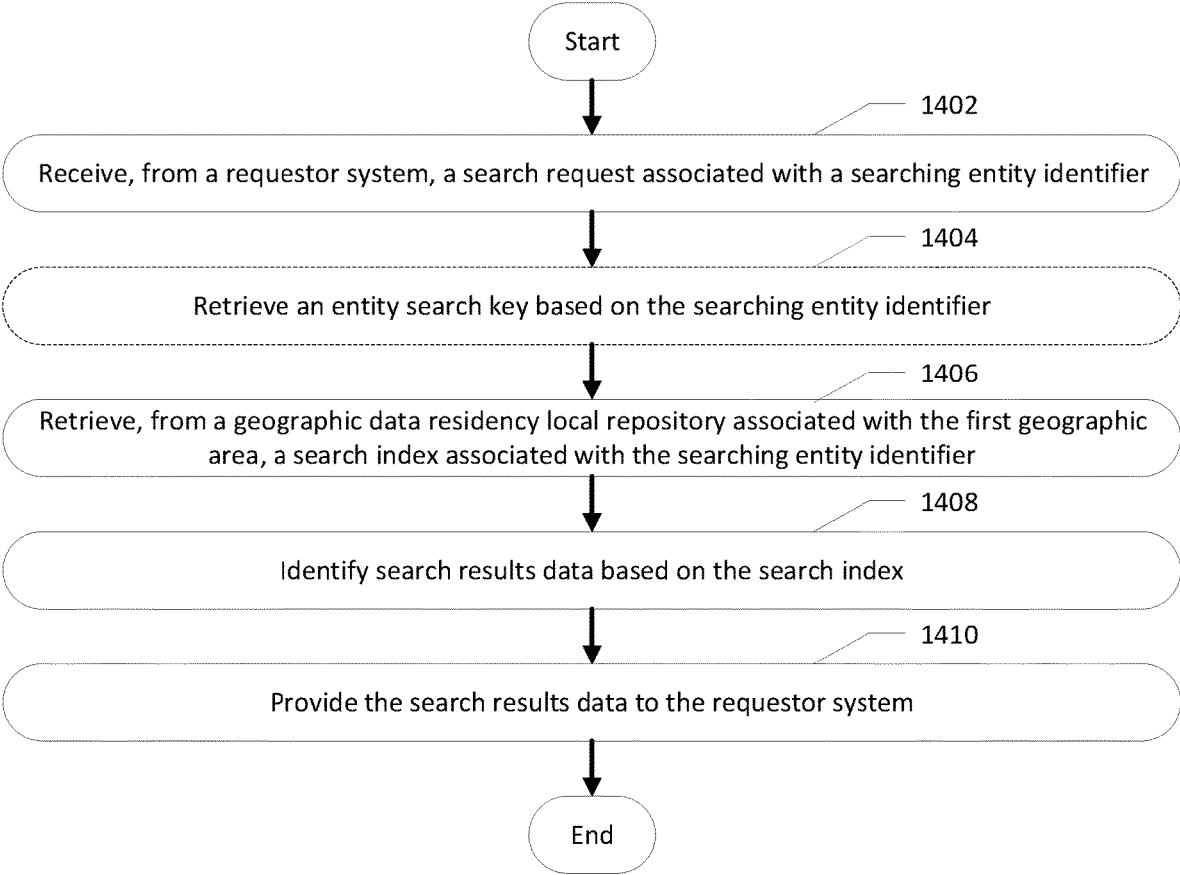 Start
1402
Receive, from a requestor system, a search request associated with a searching entity identifier
1404
Retrieve an entity search key based on the searching entity identifier
1406
Retrieve, from a geographic data residency local repository associated with the first geographic
area, a search index associated with the searching entity identifier
1408
Identify search results data based on the search index
1410
Provide the search results data to the requestor system
End